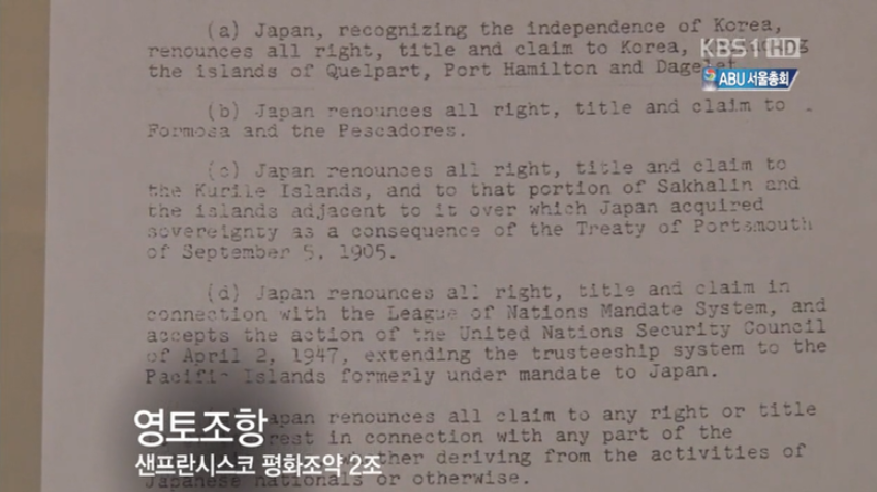 (a) Japan, recognizing the independence of Korea,
renounces all right, title and claim to Korea,
the islands of Quelpart, Port Hamilton and Dagelet.
KBS1 HD
ABU 서울총회
(b) Japan renounces all right, title and claim to
Formosa and the Pescadores.
(c) Japan renounces all right, title and claim to
the Kurile Islands, and to that portion of Sakhalin and
the islands adjacent to it over which Japan acquired
sovereignty as a consequence of the Treaty of Portsmouth
of September 5, 1905.
(d) Japan renounces all right, title and claim in
connection with the League of Nations Mandate System, and
accepts the action of the United Nations Security Council
of April 2, 1947, extending the trusteeship system to the
Pacific Islands formerly under mandate to Japan.
apan renounces all claim to any right or title
rest in connection with any part of the
ther deriving from the activities of
Japanese nationals or otherwise.
영토조항
샌프란시스코 평화조약 2조